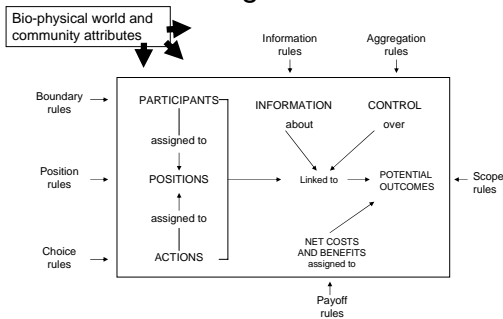 Bio-physical world and
community attributes
Information
rules
Aggregation
rules
Boundary
rules
PARTICIPANTS
INFORMATION
CONTROL
about
over
assigned to
Position
rules
POSITIONS
Linked to
POTENTIAL
OUTCOMES
Scope
rules
assigned to
Choice
rules
ACTIONS
NET COSTS
AND BENEFITS
assigned to
Payoff
rules